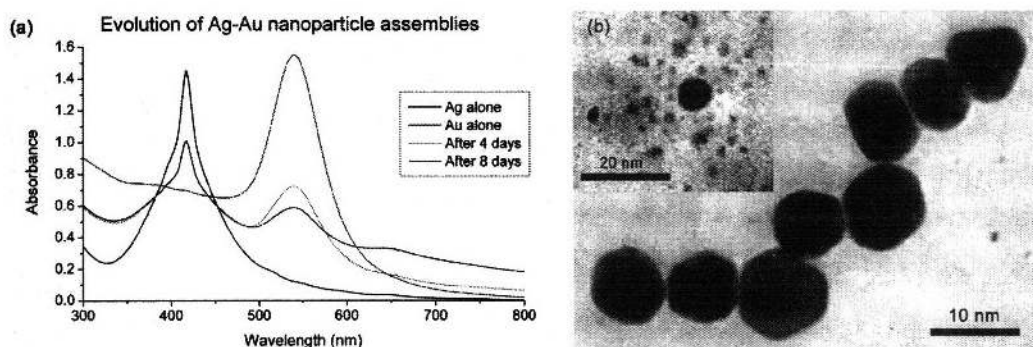 (a) Evolution of Ag-Au nanoparticle assemblies
1.6
1.4
1.2
1.0
0.8
0.6
0.4
0.2
0.0
Absorbance
300 400 500 600 700 800
Wavelength (nm)
Ag alone
Au alone
After 4 days
After 8 days
(b)
20 nm
10 nm